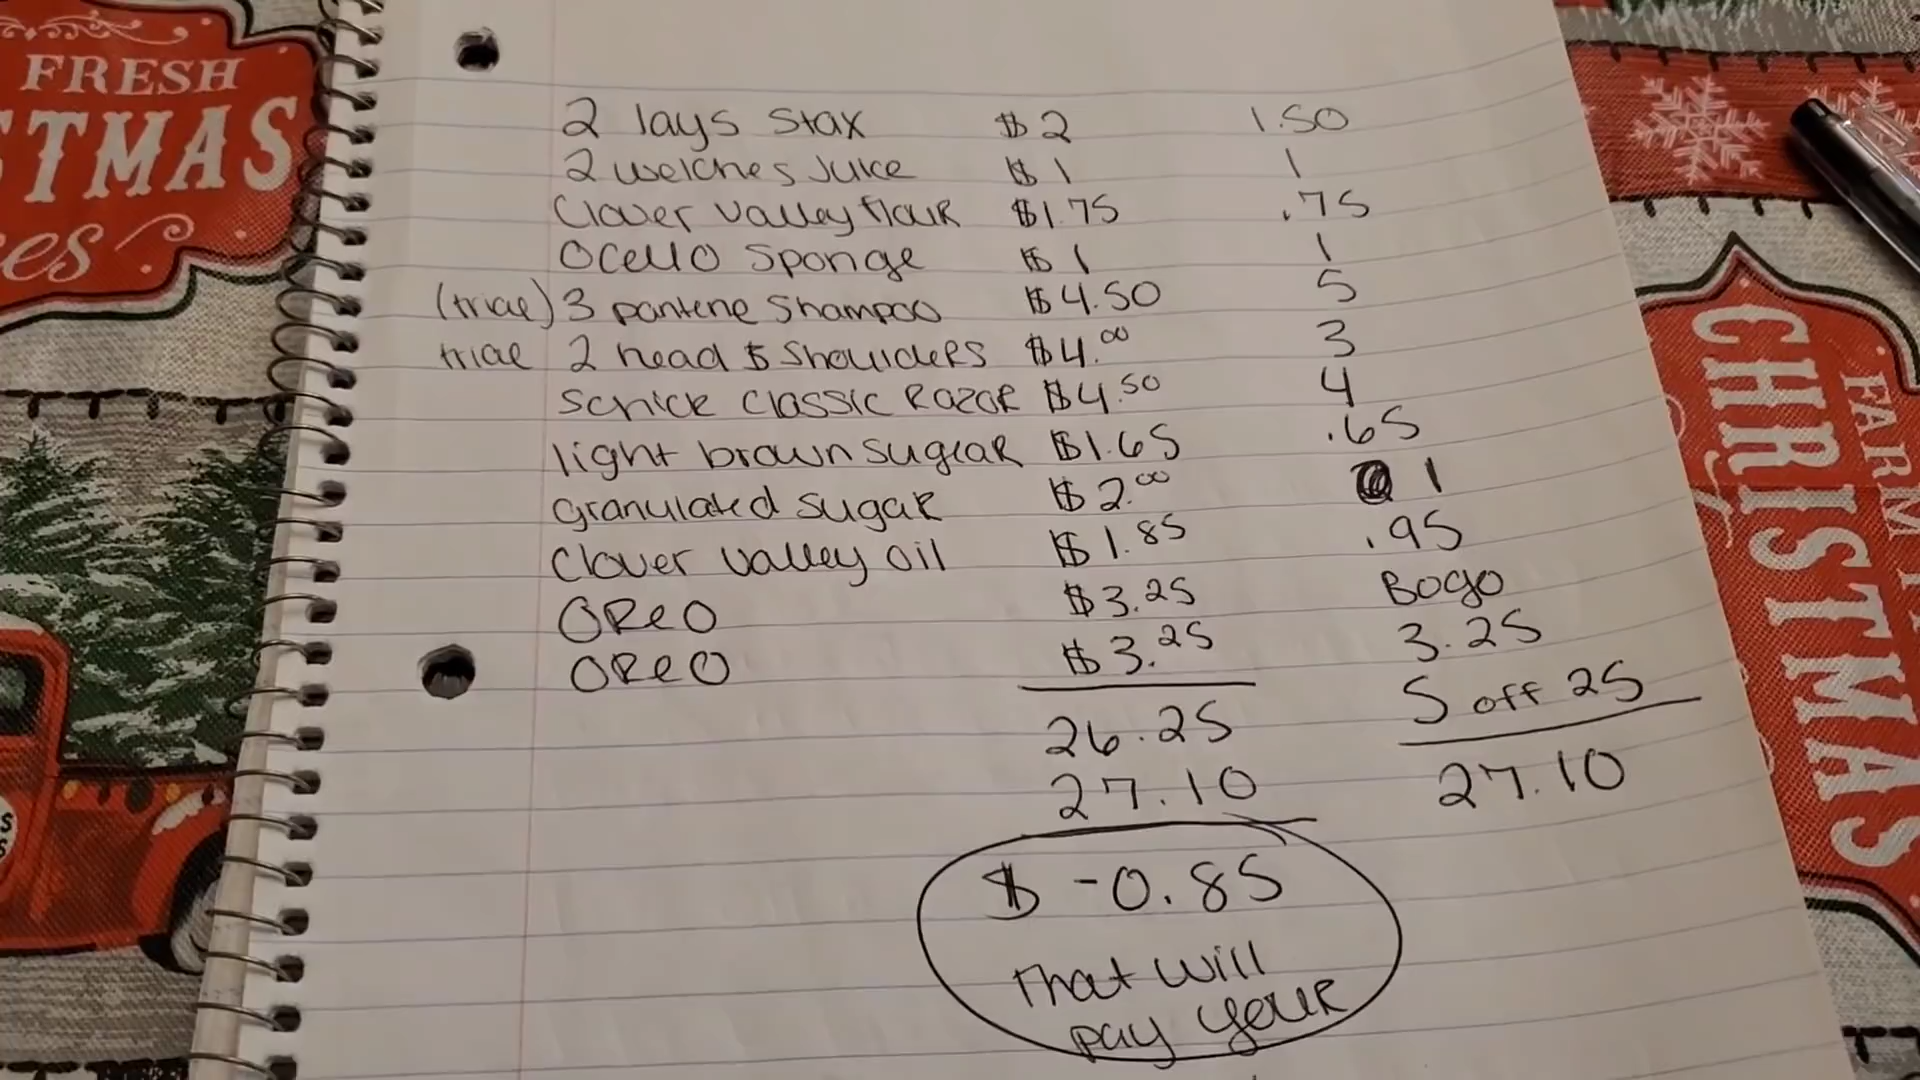 2 lays stax $2 1.50
2 welches Juice $1 1
Clover valley flour $1.75 .75
Ocello Sponge $1 1
(trial) 3 pantene Shampoo $4.50 5
trial 2 head $ Shoulders $4.00 3
Schick Classic Razor $4.50 4
light brown sugar $1.65 .65
granulated sugar $2.00 1
Clover valley oil $1.85 .95
OReO $3.25 Bogo
OReO $3.25 3.25
5 off 25
26.25
27.10 27.10
$ -0.85
that will
pay your
FRESH
STMAS
es
CHRISTMAS
FARM